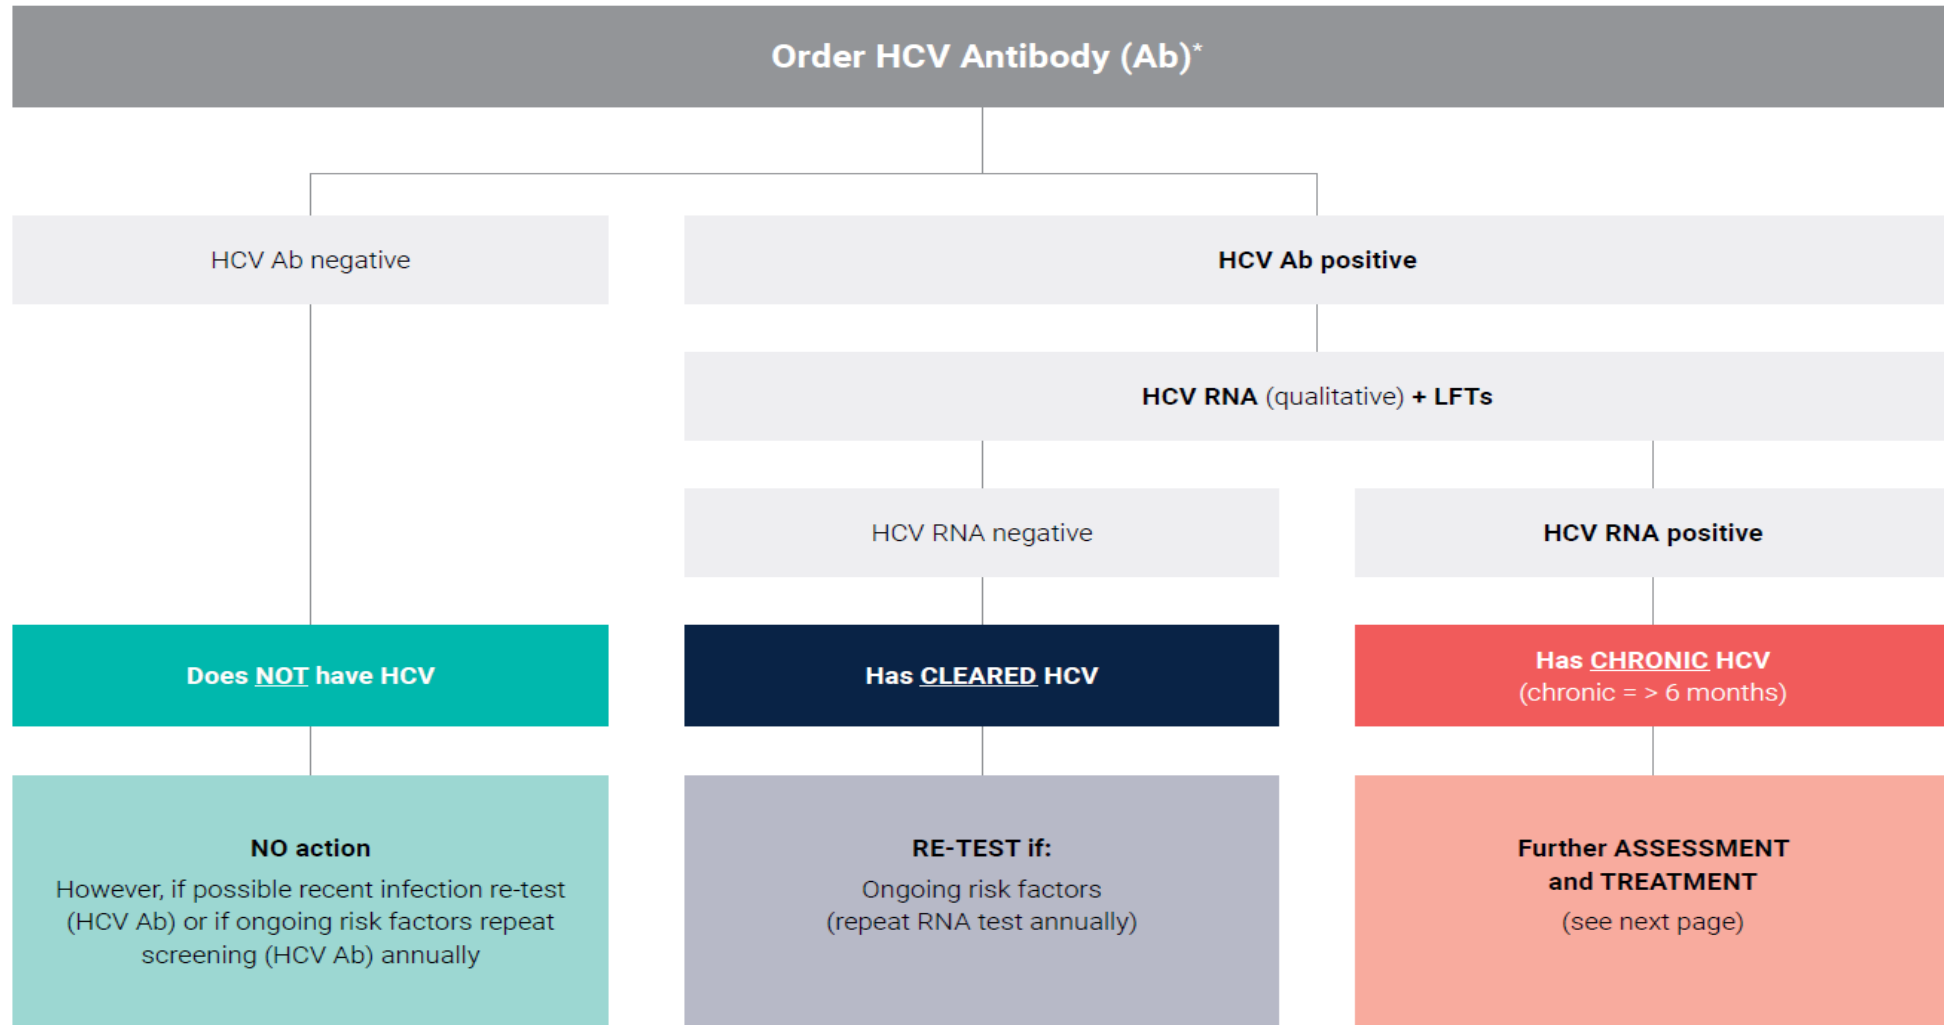 Order HCV Antibody (Ab)*
HCV Ab negative
HCV Ab positive
HCV RNA (qualitative) + LFTs
HCV RNA negative
HCV RNA positive
Does NOT have HCV
Has CLEARED HCV
Has CHRONIC HCV
(chronic = > 6 months)
NO action
However, if possible recent infection re-test
(HCV Ab) or if ongoing risk factors repeat
screening (HCV Ab) annually
RE-TEST if:
Ongoing risk factors
(repeat RNA test annually)
Further ASSESSMENT
and TREATMENT
(see next page)